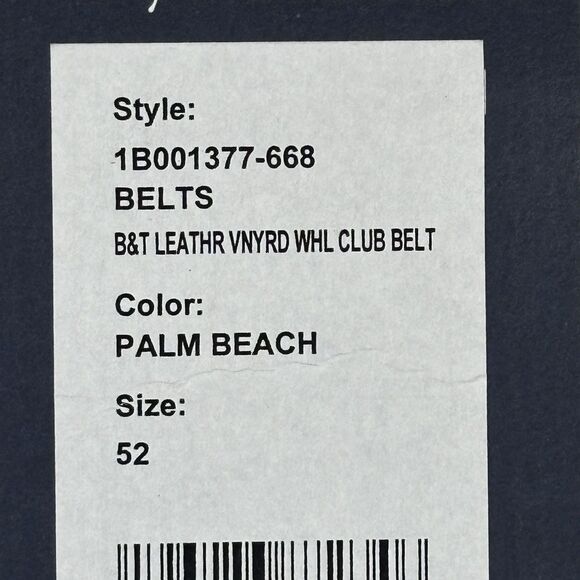 Style:
1B001377-668
BELTS
B&T LEATHR VNYRD WHL CLUB BELT
Color:
PALM BEACH
Size:
52